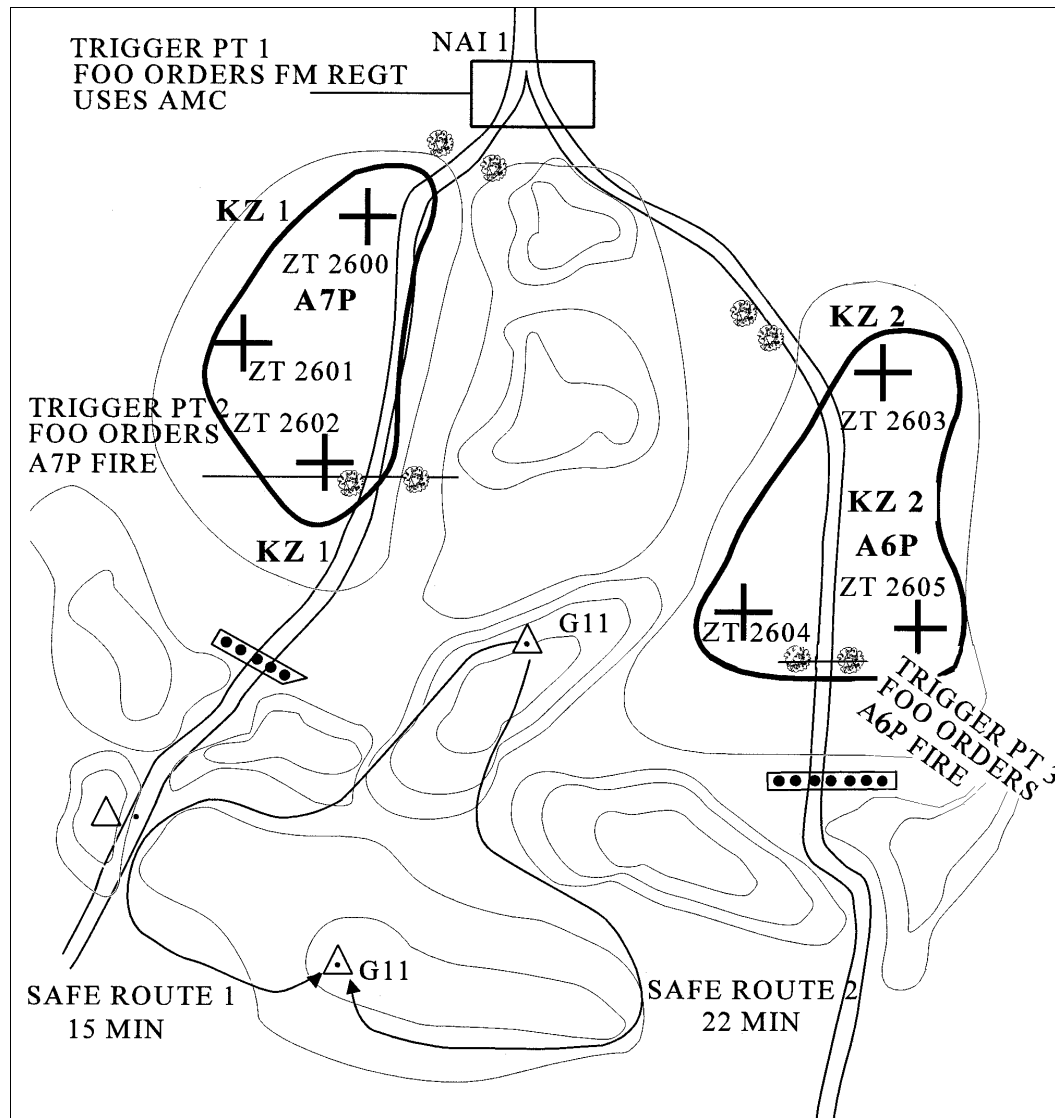 TRIGGER PT 1
FOO ORDERS FM REGT
USES AMC
NAI 1
KZ 1
ZT 2600
A7P
ZT 2601
ZT 2602
TRIGGER PT 2
FOO ORDERS
A7P FIRE
KZ 1
KZ 2
ZT 2603
KZ 2
A6P
ZT 2605
ZT 2604
TRIGGER PT 3
FOO ORDERS
A6P FIRE
G11
G11
SAFE ROUTE 1
15 MIN
SAFE ROUTE 2
22 MIN